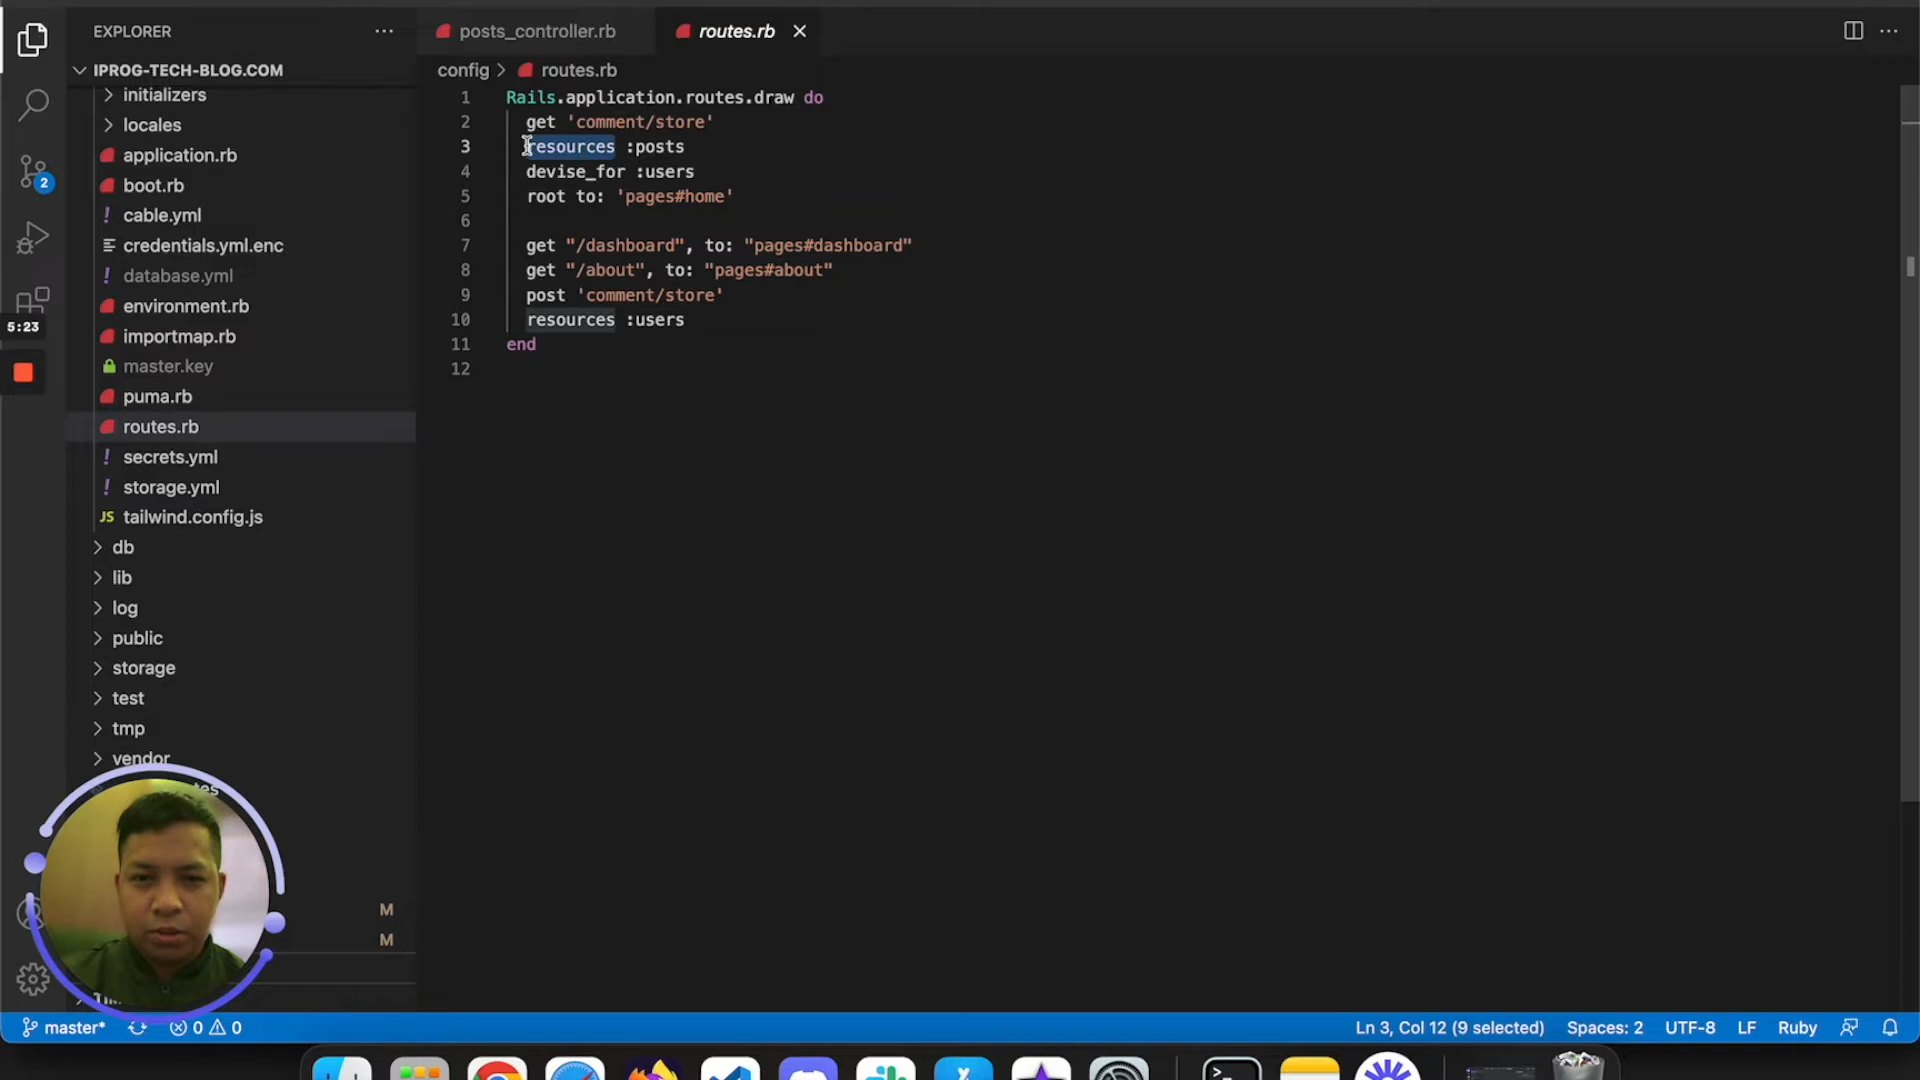 EXPLORER
posts_controller.rb
routes.rb
IPROG-TECH-BLOG.COM
config > routes.rb
initializers
locales
application.rb
boot.rb
cable.yml
credentials.yml.enc
database.yml
environment.rb
importmap.rb
master.key
puma.rb
routes.rb
secrets.yml
storage.yml
JS tailwind.config.js
db
lib
log
public
storage
test
tmp
vendor
M
M
2
5:23
1 Rails.application.routes.draw do
2 get 'comment/store'
3 resources :posts
4 devise_for :users
5 root to: 'pages#home'
6
7 get "/dashboard", to: "pages#dashboard"
8 get "/about", to: "pages#about"
9 post 'comment/store'
10 resources :users
11 end
12
master* 0 0 Ln 3, Col 12 (9 selected) Spaces: 2 UTF-8 LF Ruby